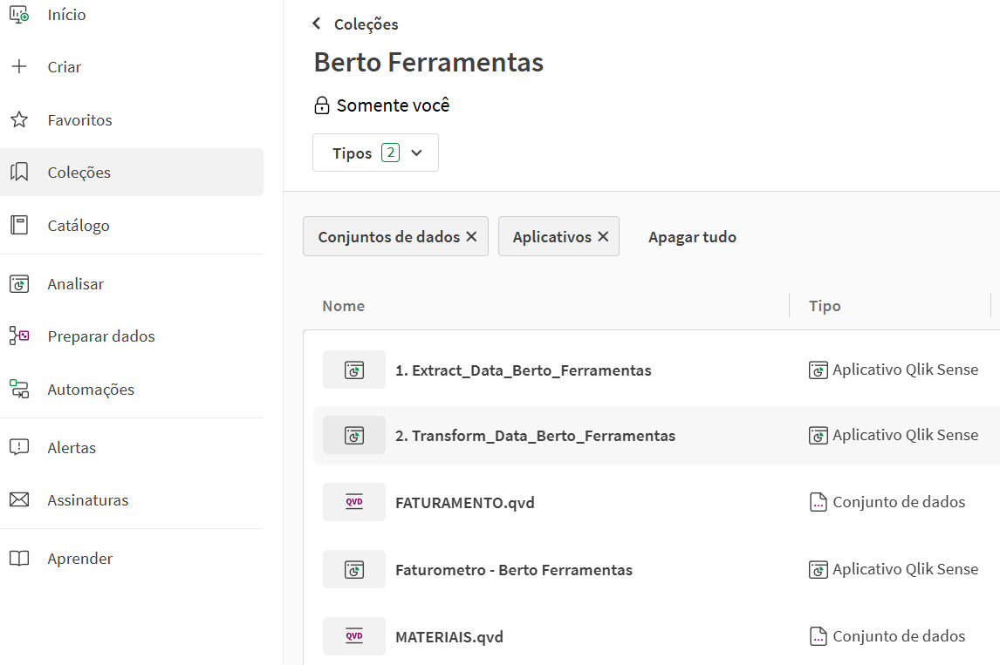 Início
Criar
Favoritos
Coleções
Catálogo
Analisar
Preparar dados
Automações
Alertas
Assinaturas
Aprender
Coleções
Berto Ferramentas
Somente você
Tipos 2
Conjuntos de dados Aplicativos Apagar tudo
Nome Tipo
1. Extract_Data_Berto_Ferramentas Aplicativo Qlik Sense
2. Transform_Data_Berto_Ferramentas Aplicativo Qlik Sense
QVD FATURAMENTO.qvd Conjunto de dados
Faturometro - Berto Ferramentas Aplicativo Qlik Sense
QVD MATERIAIS.qvd Conjunto de dados